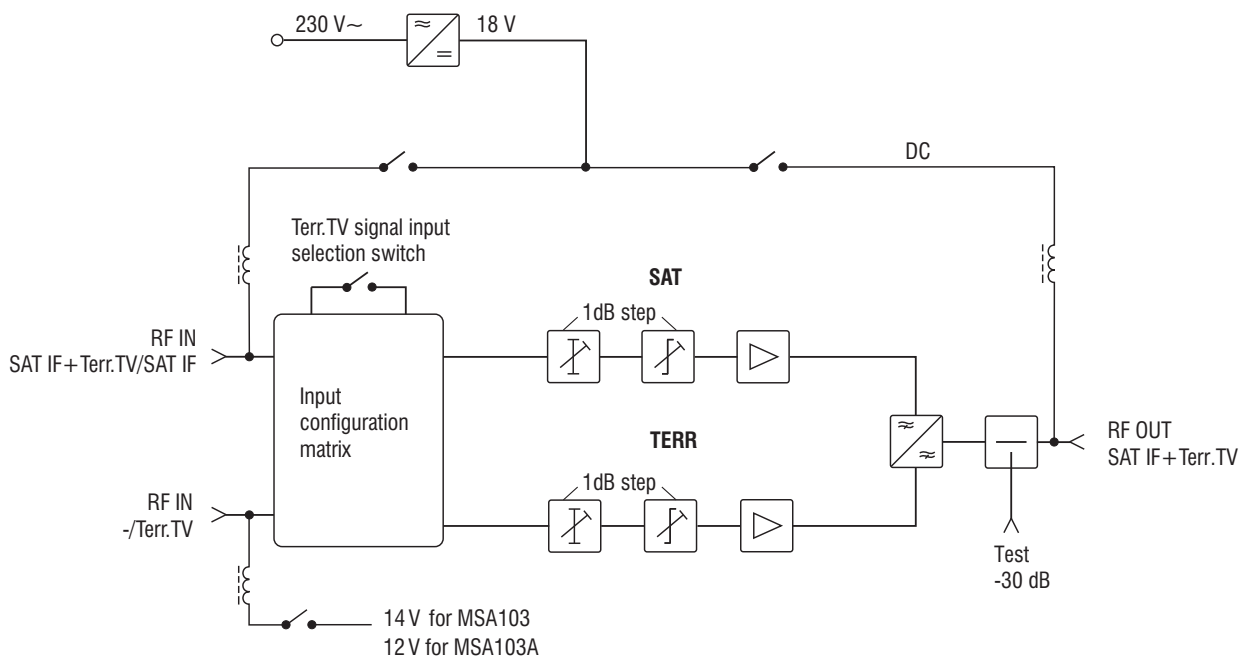 230 V~
18 V
DC
Terr.TV signal input
selection switch
SAT
1dB step
RF IN
SAT IF+Terr.TV/SAT IF
Input
configuration
matrix
TERR
RF OUT
SAT IF+Terr.TV
1dB step
RF IN
-/Terr.TV
Test
-30 dB
14 V for MSA103
12 V for MSA103A